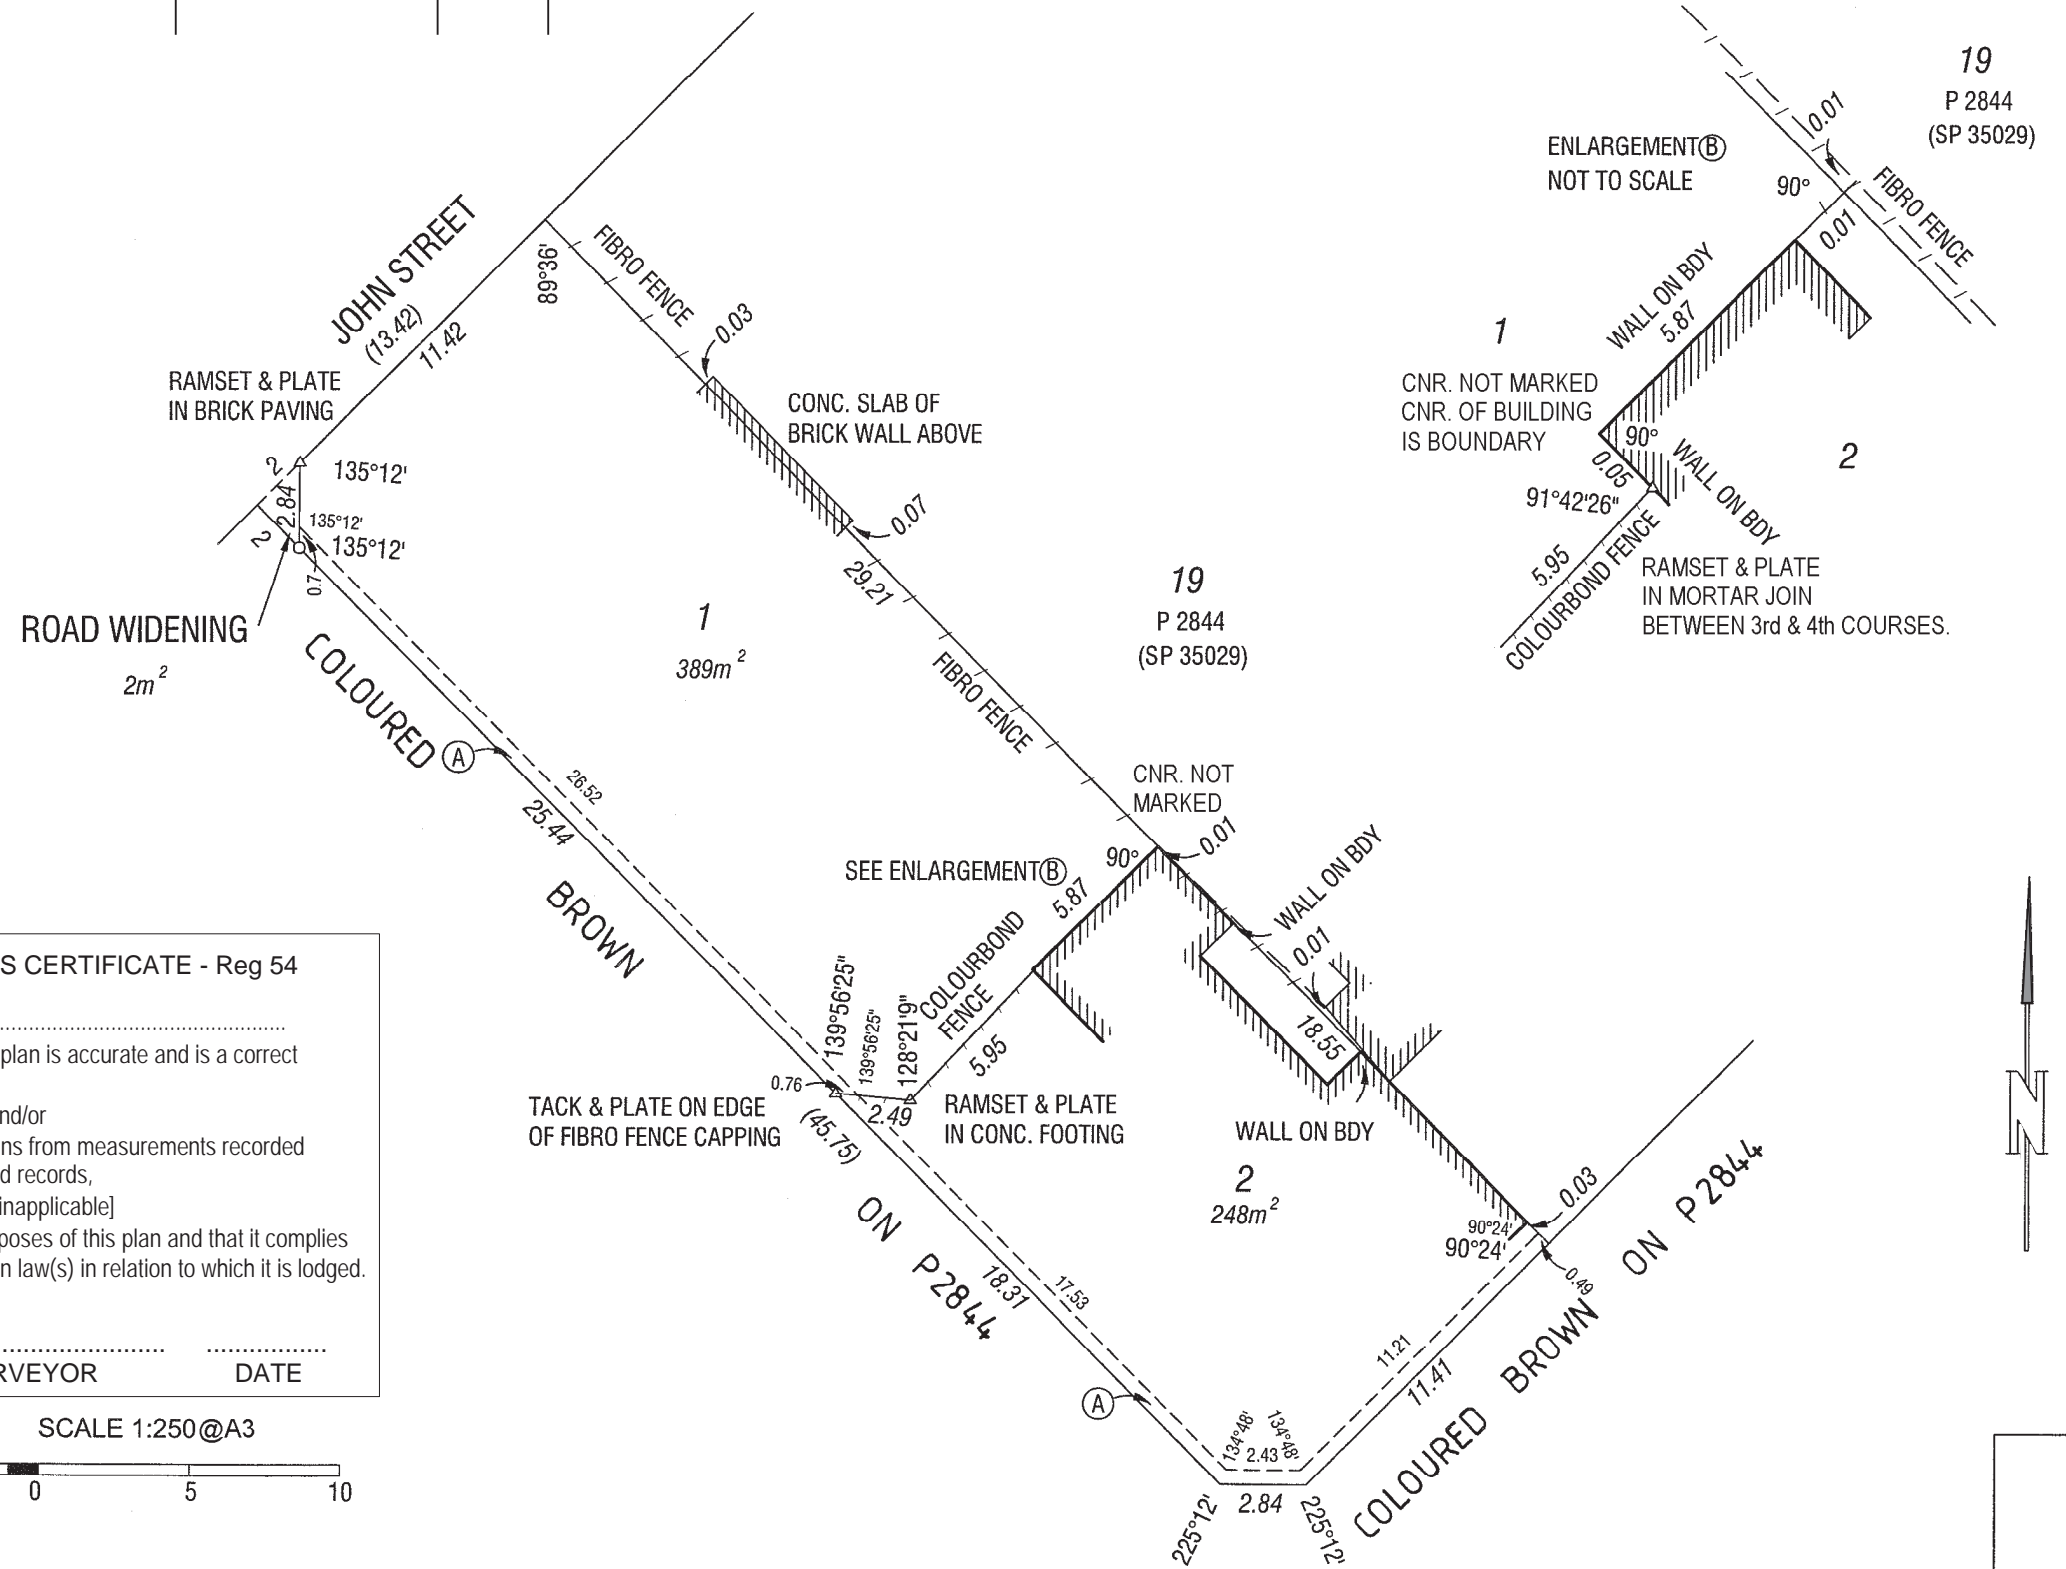 19
P 2844
(SP 35029)
ENLARGEMENT Ⓑ
NOT TO SCALE
0.01
90°
FIBRO FENCE
0.01
WALL ON BDY
5.87
1
CNR. NOT MARKED
CNR. OF BUILDING
IS BOUNDARY
90°
WALL ON BDY
0.05
2
91°42'26"
5.95
COLOURBOND FENCE
RAMSET & PLATE
IN MORTAR JOIN
BETWEEN 3rd & 4th COURSES.
JOHN STREET
(13.42)
11.42
89°36'
FIBRO FENCE
0.03
RAMSET & PLATE
IN BRICK PAVING
CONC. SLAB OF
BRICK WALL ABOVE
2
2.84
135°12'
135°12'
135°12'
2
0.7
0.07
29.21
ROAD WIDENING
2m²
1
389m²
19
P 2844
(SP 35029)
FIBRO FENCE
COLOURED
Ⓐ
26.52
25.44
BROWN
CNR. NOT
MARKED
0.01
90°
SEE ENLARGEMENT Ⓑ
5.87
WALL ON BDY
0.01
COLOURBOND
FENCE
5.95
139°56'25"
139°56'25"
128°21'9"
0.76
2.49
18.55
TACK & PLATE ON EDGE
OF FIBRO FENCE CAPPING
(45.75)
RAMSET & PLATE
IN CONC. FOOTING
WALL ON BDY
2
248m²
0.03
90°24'
90°24'
0.49
ON P2844
17.53
18.31
11.21
11.41
COLOURED BROWN ON P2844
Ⓐ
134°48'
134°48'
2.43
2.84
225°12'
225°12'
N
S CERTIFICATE - Reg 54
plan is accurate and is a correct
nd/or
ns from measurements recorded
d records,
inapplicable]
poses of this plan and that it complies
n law(s) in relation to which it is lodged.
RVEYOR DATE
SCALE 1:250@A3
0 5 10